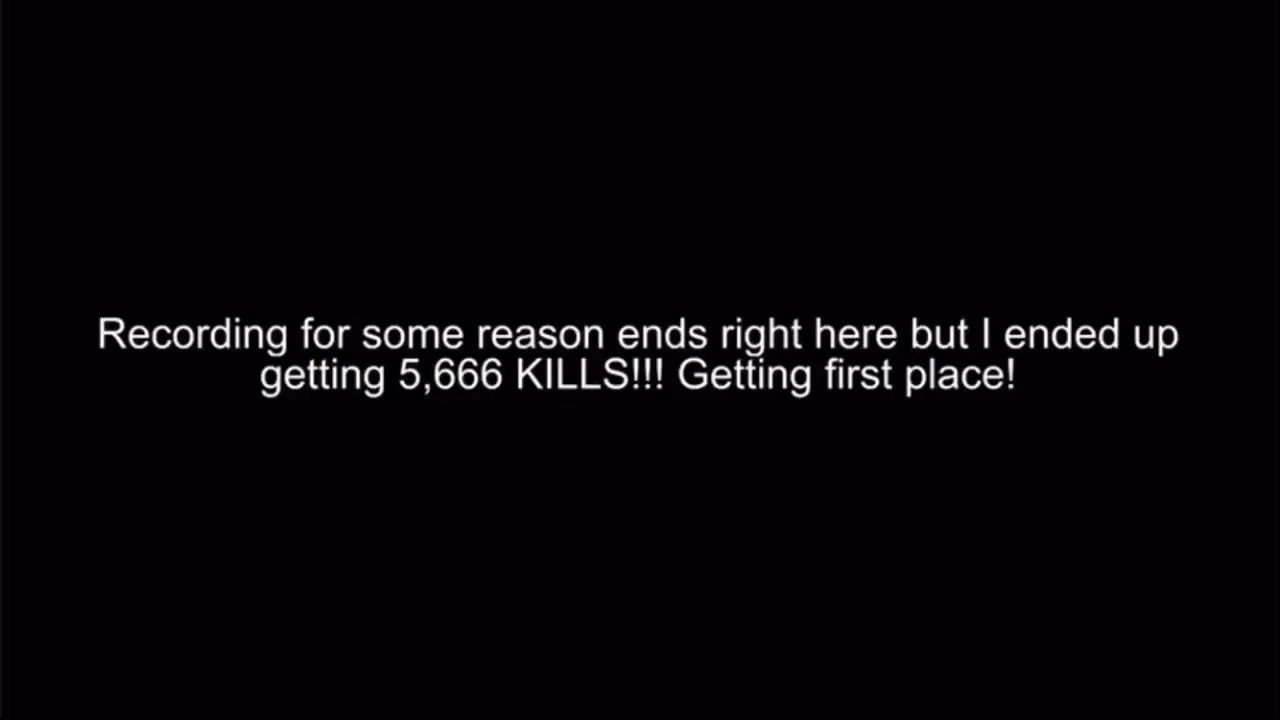 Recording for some reason ends right here but I ended up
getting 5,666 KILLS!!! Getting first place!